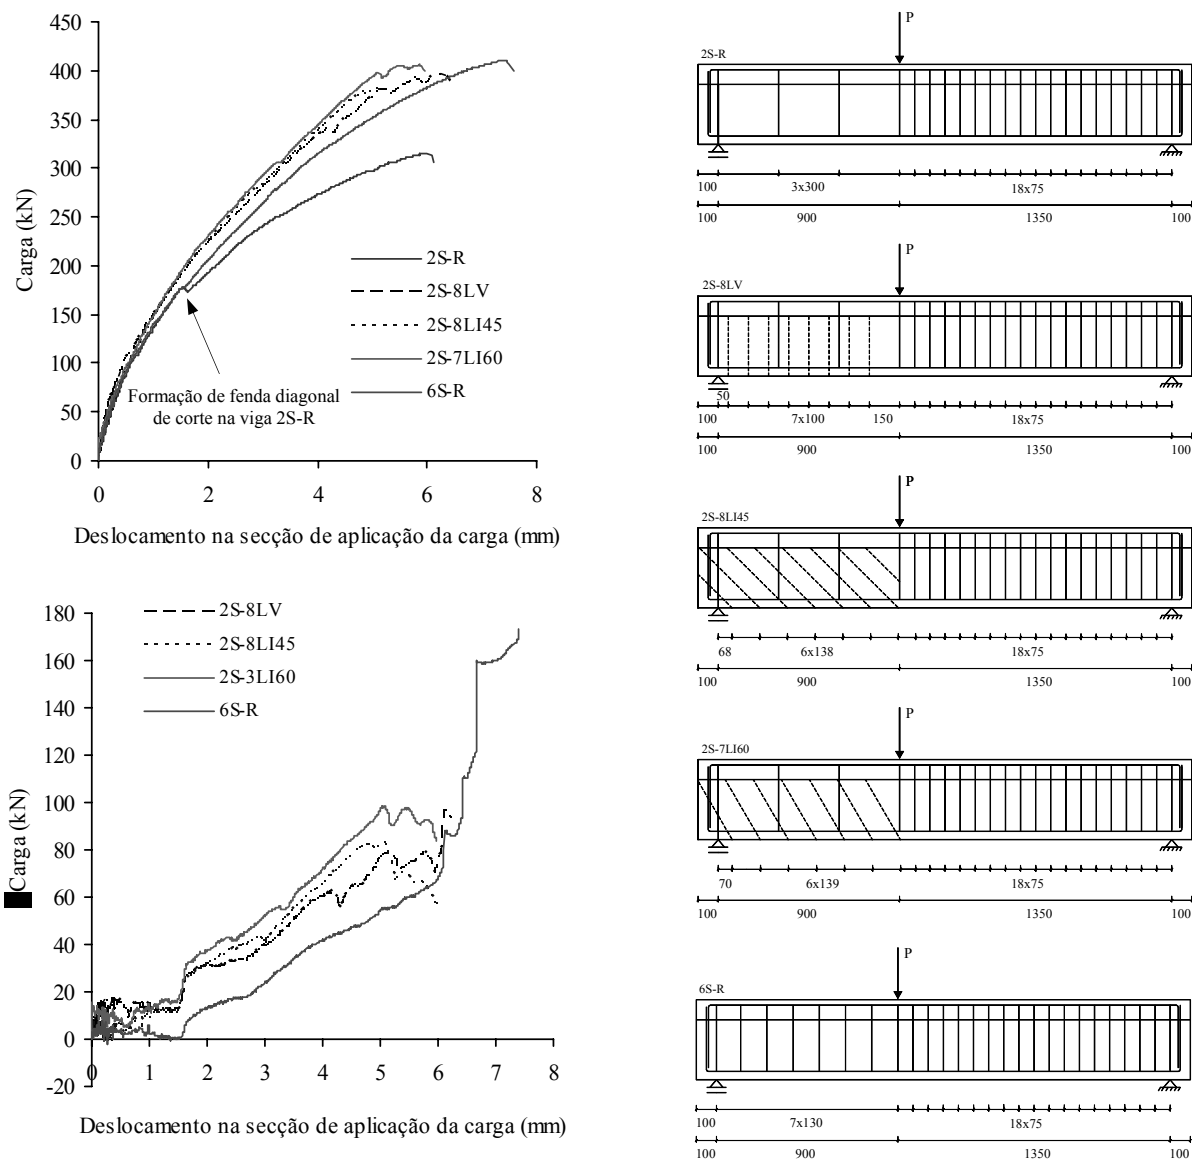 450
400
350
300
250
200
150
100
50
0
Carga (kN)
2S-R
2S-8LV
2S-8LI45
2S-7LI60
6S-R
Formação de fenda diagonal
de corte na viga 2S-R
0 2 4 6 8
Deslocamento na secção de aplicação da carga (mm)
180
160
140
120
100
80
60
40
20
0
-20
Carga (kN)
2S-8LV
2S-8LI45
2S-3LI60
6S-R
0 1 2 3 4 5 6 7 8
Deslocamento na secção de aplicação da carga (mm)
P
2S-R
100 3x300 18x75
100 900 1350 100
P
2S-8LV
50
100 7x100 150 18x75
100 900 1350 100
P
2S-8LI45
68 6x138 18x75
100 900 1350 100
P
2S-7LI60
70 6x139 18x75
100 900 1350 100
P
6S-R
100 7x130 18x75
100 900 1350 100